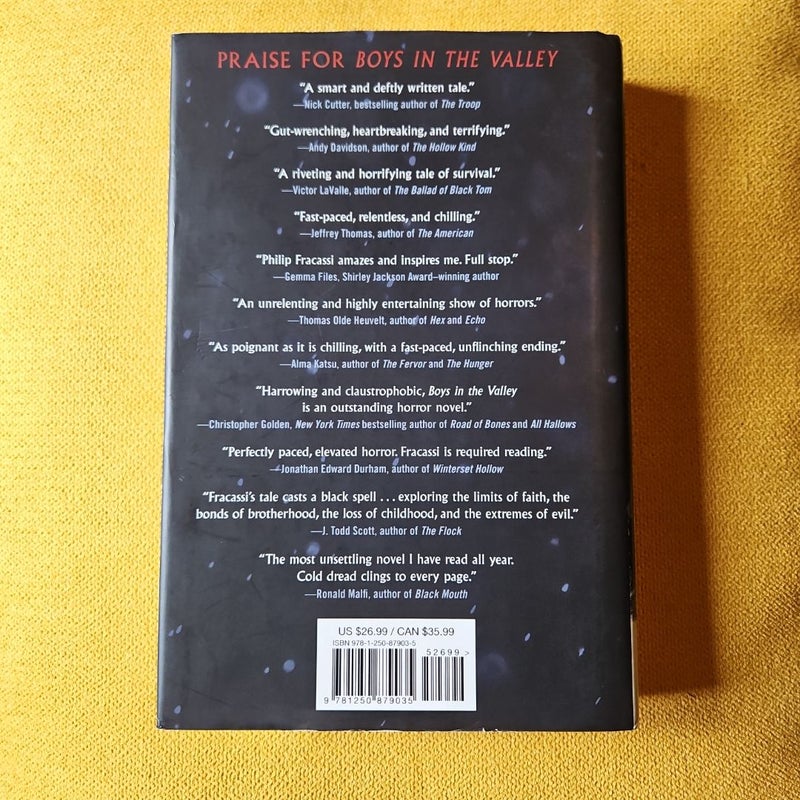 PRAISE FOR BOYS IN THE VALLEY
“A smart and deftly written tale.”
—Nick Cutter, bestselling author of The Troop
“Gut-wrenching, heartbreaking, and terrifying.”
—Andy Davidson, author of The Hollow Kind
“A riveting and horrifying tale of survival.”
—Victor LaValle, author of The Ballad of Black Tom
“Fast-paced, relentless, and chilling.”
—Jeffrey Thomas, author of The American
“Philip Fracassi amazes and inspires me. Full stop.”
—Gemma Files, Shirley Jackson Award–winning author
“An unrelenting and highly entertaining show of horrors.”
—Thomas Olde Heuvelt, author of Hex and Echo
“As poignant as it is chilling, with a fast-paced, unflinching ending.”
—Alma Katsu, author of The Fervor and The Hunger
“Harrowing and claustrophobic, Boys in the Valley
is an outstanding horror novel.”
—Christopher Golden, New York Times bestselling author of Road of Bones and All Hallows
“Perfectly paced, elevated horror. Fracassi is required reading.”
—Jonathan Edward Durham, author of Winterset Hollow
“Fracassi’s tale casts a black spell . . . exploring the limits of faith, the
bonds of brotherhood, the loss of childhood, and the extremes of evil.”
—J. Todd Scott, author of The Flock
“The most unsettling novel I have read all year.
Cold dread clings to every page.”
—Ronald Malfi, author of Black Mouth
US $26.99 / CAN $35.99
ISBN 978-1-250-87903-5
52699>
9 781250 879035